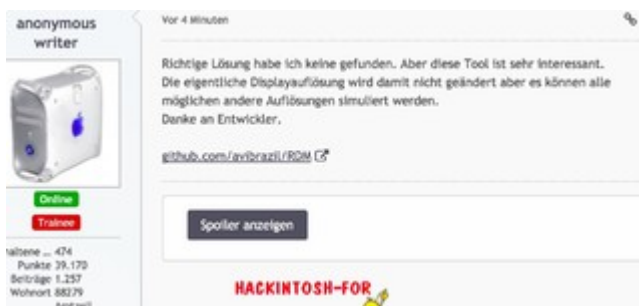 anonymous
writer
Vor 4 Minuten
Richtige Lösung habe ich keine gefunden. Aber diese Tool ist sehr interessant.
Die eigentliche Displayauflösung wird damit nicht geändert aber es können alle
möglichen andere Auflösungen simuliert werden.
Danke an Entwickler.
github.com/avibrazil/RDM
Online
Trainee
Spoiler anzeigen
haltene ... 474
Punkte 39.170
Beiträge 1.257
Wohnort 88279
HACKINTOSH-FOR